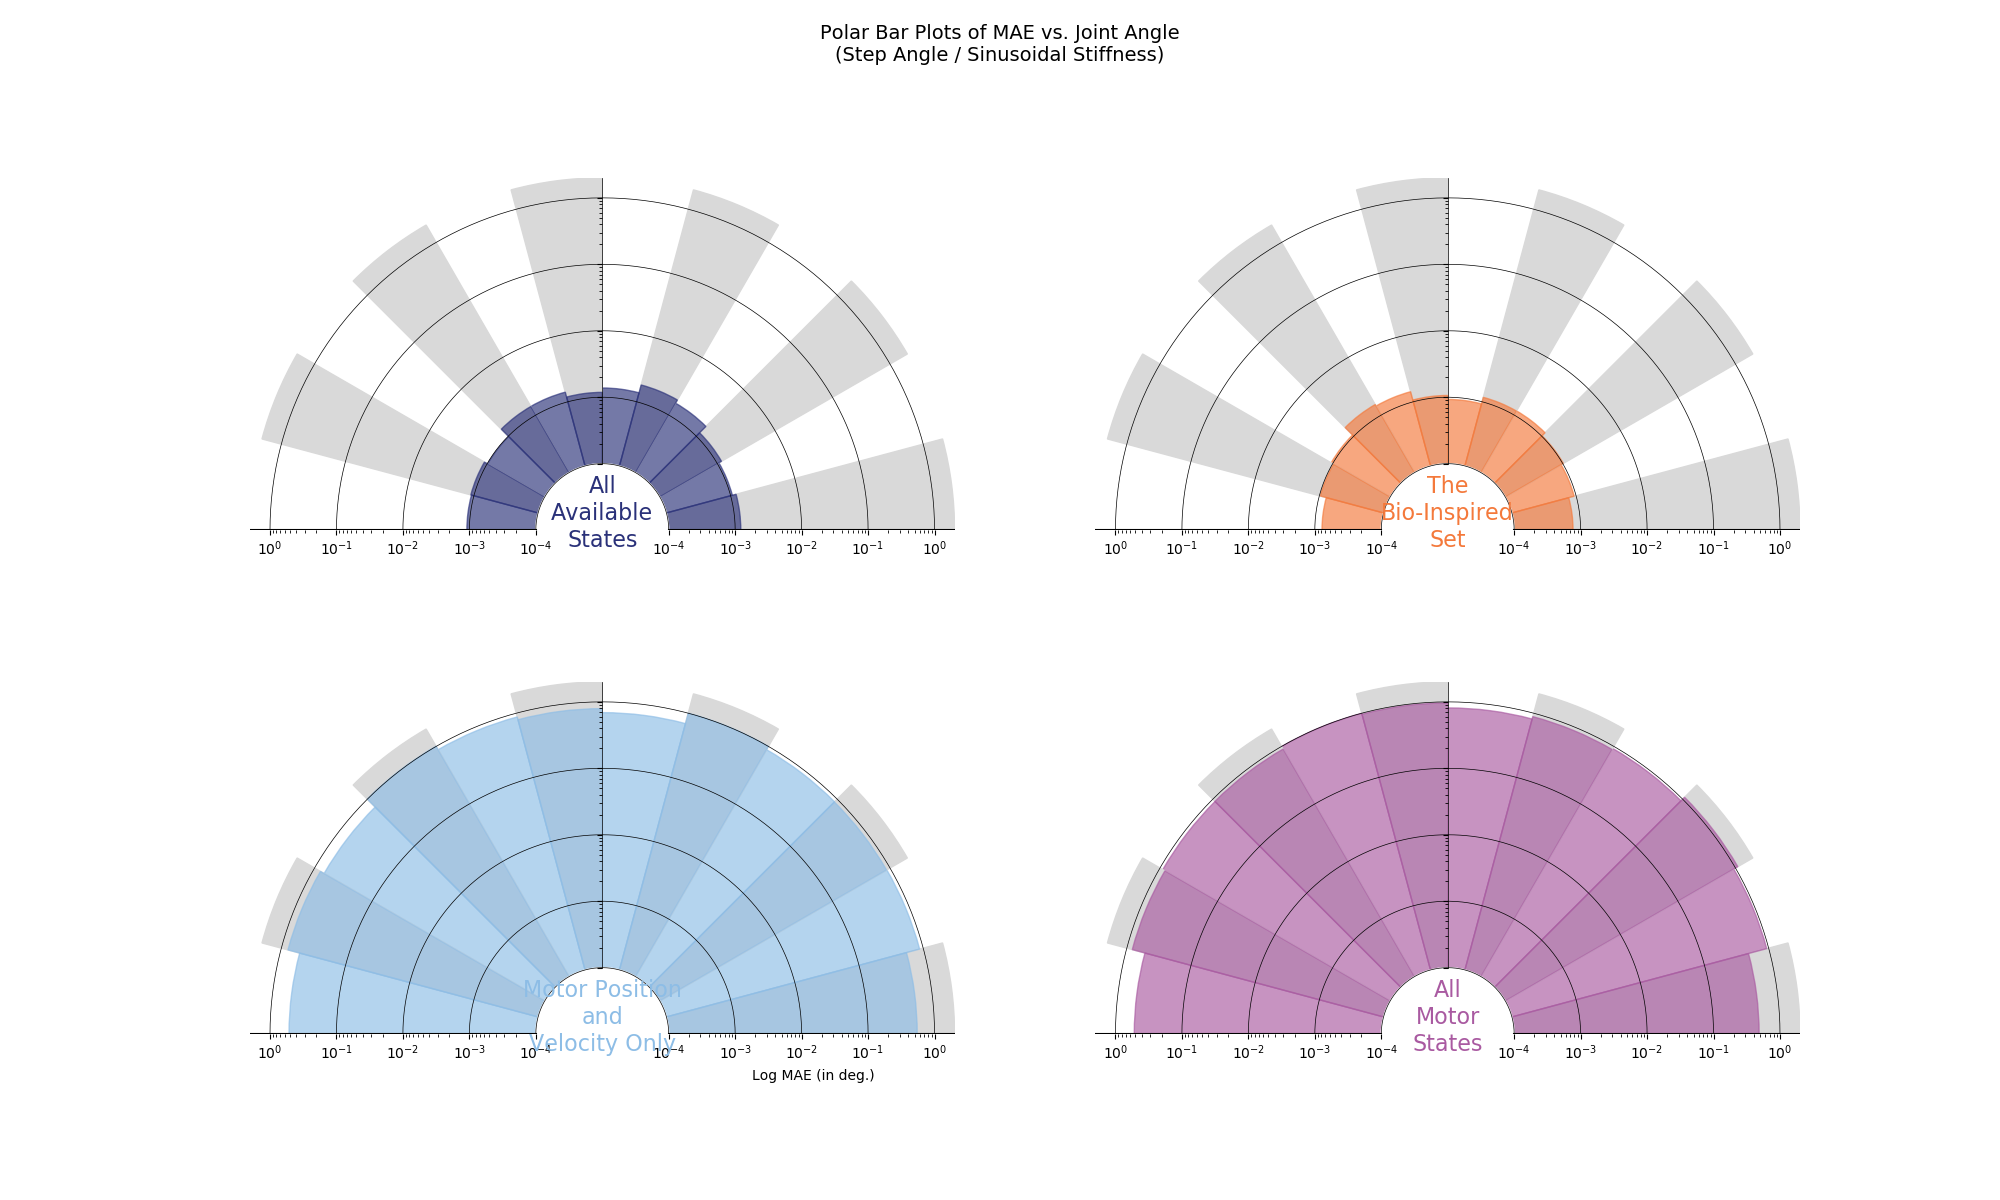 Polar Bar Plots of MAE vs. Joint Angle
(Step Angle / Sinusoidal Stiffness)
All
Available
States
10⁰ 10⁻¹ 10⁻² 10⁻³ 10⁻⁴ 10⁻⁴ 10⁻³ 10⁻² 10⁻¹ 10⁰
The
Bio-Inspired
Set
10⁰ 10⁻¹ 10⁻² 10⁻³ 10⁻⁴ 10⁻⁴ 10⁻³ 10⁻² 10⁻¹ 10⁰
Motor Position
and
Velocity Only
10⁰ 10⁻¹ 10⁻² 10⁻³ 10⁻⁴ 10⁻⁴ 10⁻³ 10⁻² 10⁻¹ 10⁰
Log MAE (in deg.)
All
Motor
States
10⁰ 10⁻¹ 10⁻² 10⁻³ 10⁻⁴ 10⁻⁴ 10⁻³ 10⁻² 10⁻¹ 10⁰